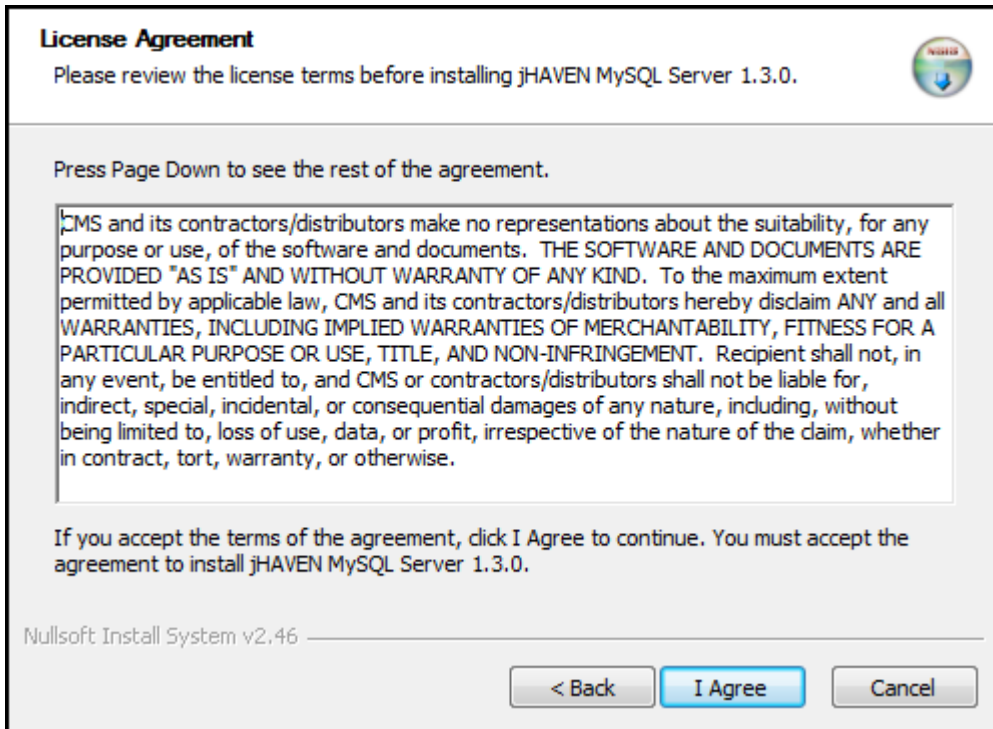 License Agreement
Please review the license terms before installing jHAVEN MySQL Server 1.3.0.
NSIS
Press Page Down to see the rest of the agreement.
CMS and its contractors/distributors make no representations about the suitability, for any
purpose or use, of the software and documents.  THE SOFTWARE AND DOCUMENTS ARE
PROVIDED "AS IS" AND WITHOUT WARRANTY OF ANY KIND.  To the maximum extent
permitted by applicable law, CMS and its contractors/distributors hereby disclaim ANY and all
WARRANTIES, INCLUDING IMPLIED WARRANTIES OF MERCHANTABILITY, FITNESS FOR A
PARTICULAR PURPOSE OR USE, TITLE, AND NON-INFRINGEMENT.  Recipient shall not, in
any event, be entitled to, and CMS or contractors/distributors shall not be liable for,
indirect, special, incidental, or consequential damages of any nature, including, without
being limited to, loss of use, data, or profit, irrespective of the nature of the claim, whether
in contract, tort, warranty, or otherwise.
If you accept the terms of the agreement, click I Agree to continue. You must accept the
agreement to install jHAVEN MySQL Server 1.3.0.
Nullsoft Install System v2.46
< Back
I Agree
Cancel